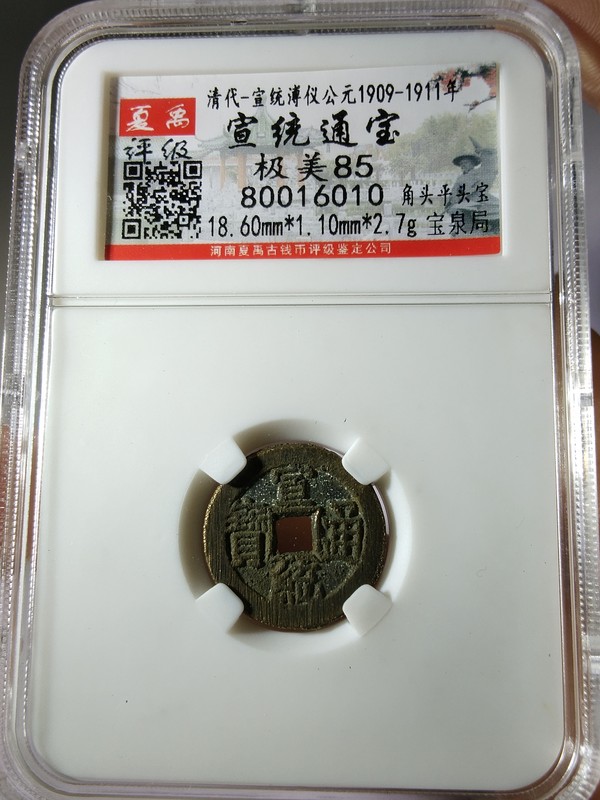 清代-宣统溥仪公元1909-1911年
夏禹
评级
宣统通宝
极美85
80016010 角头平头宝
18.60mm*1.10mm*2.7g 宝泉局
河南夏禹古钱币评级鉴定公司
宣
寶 通
統